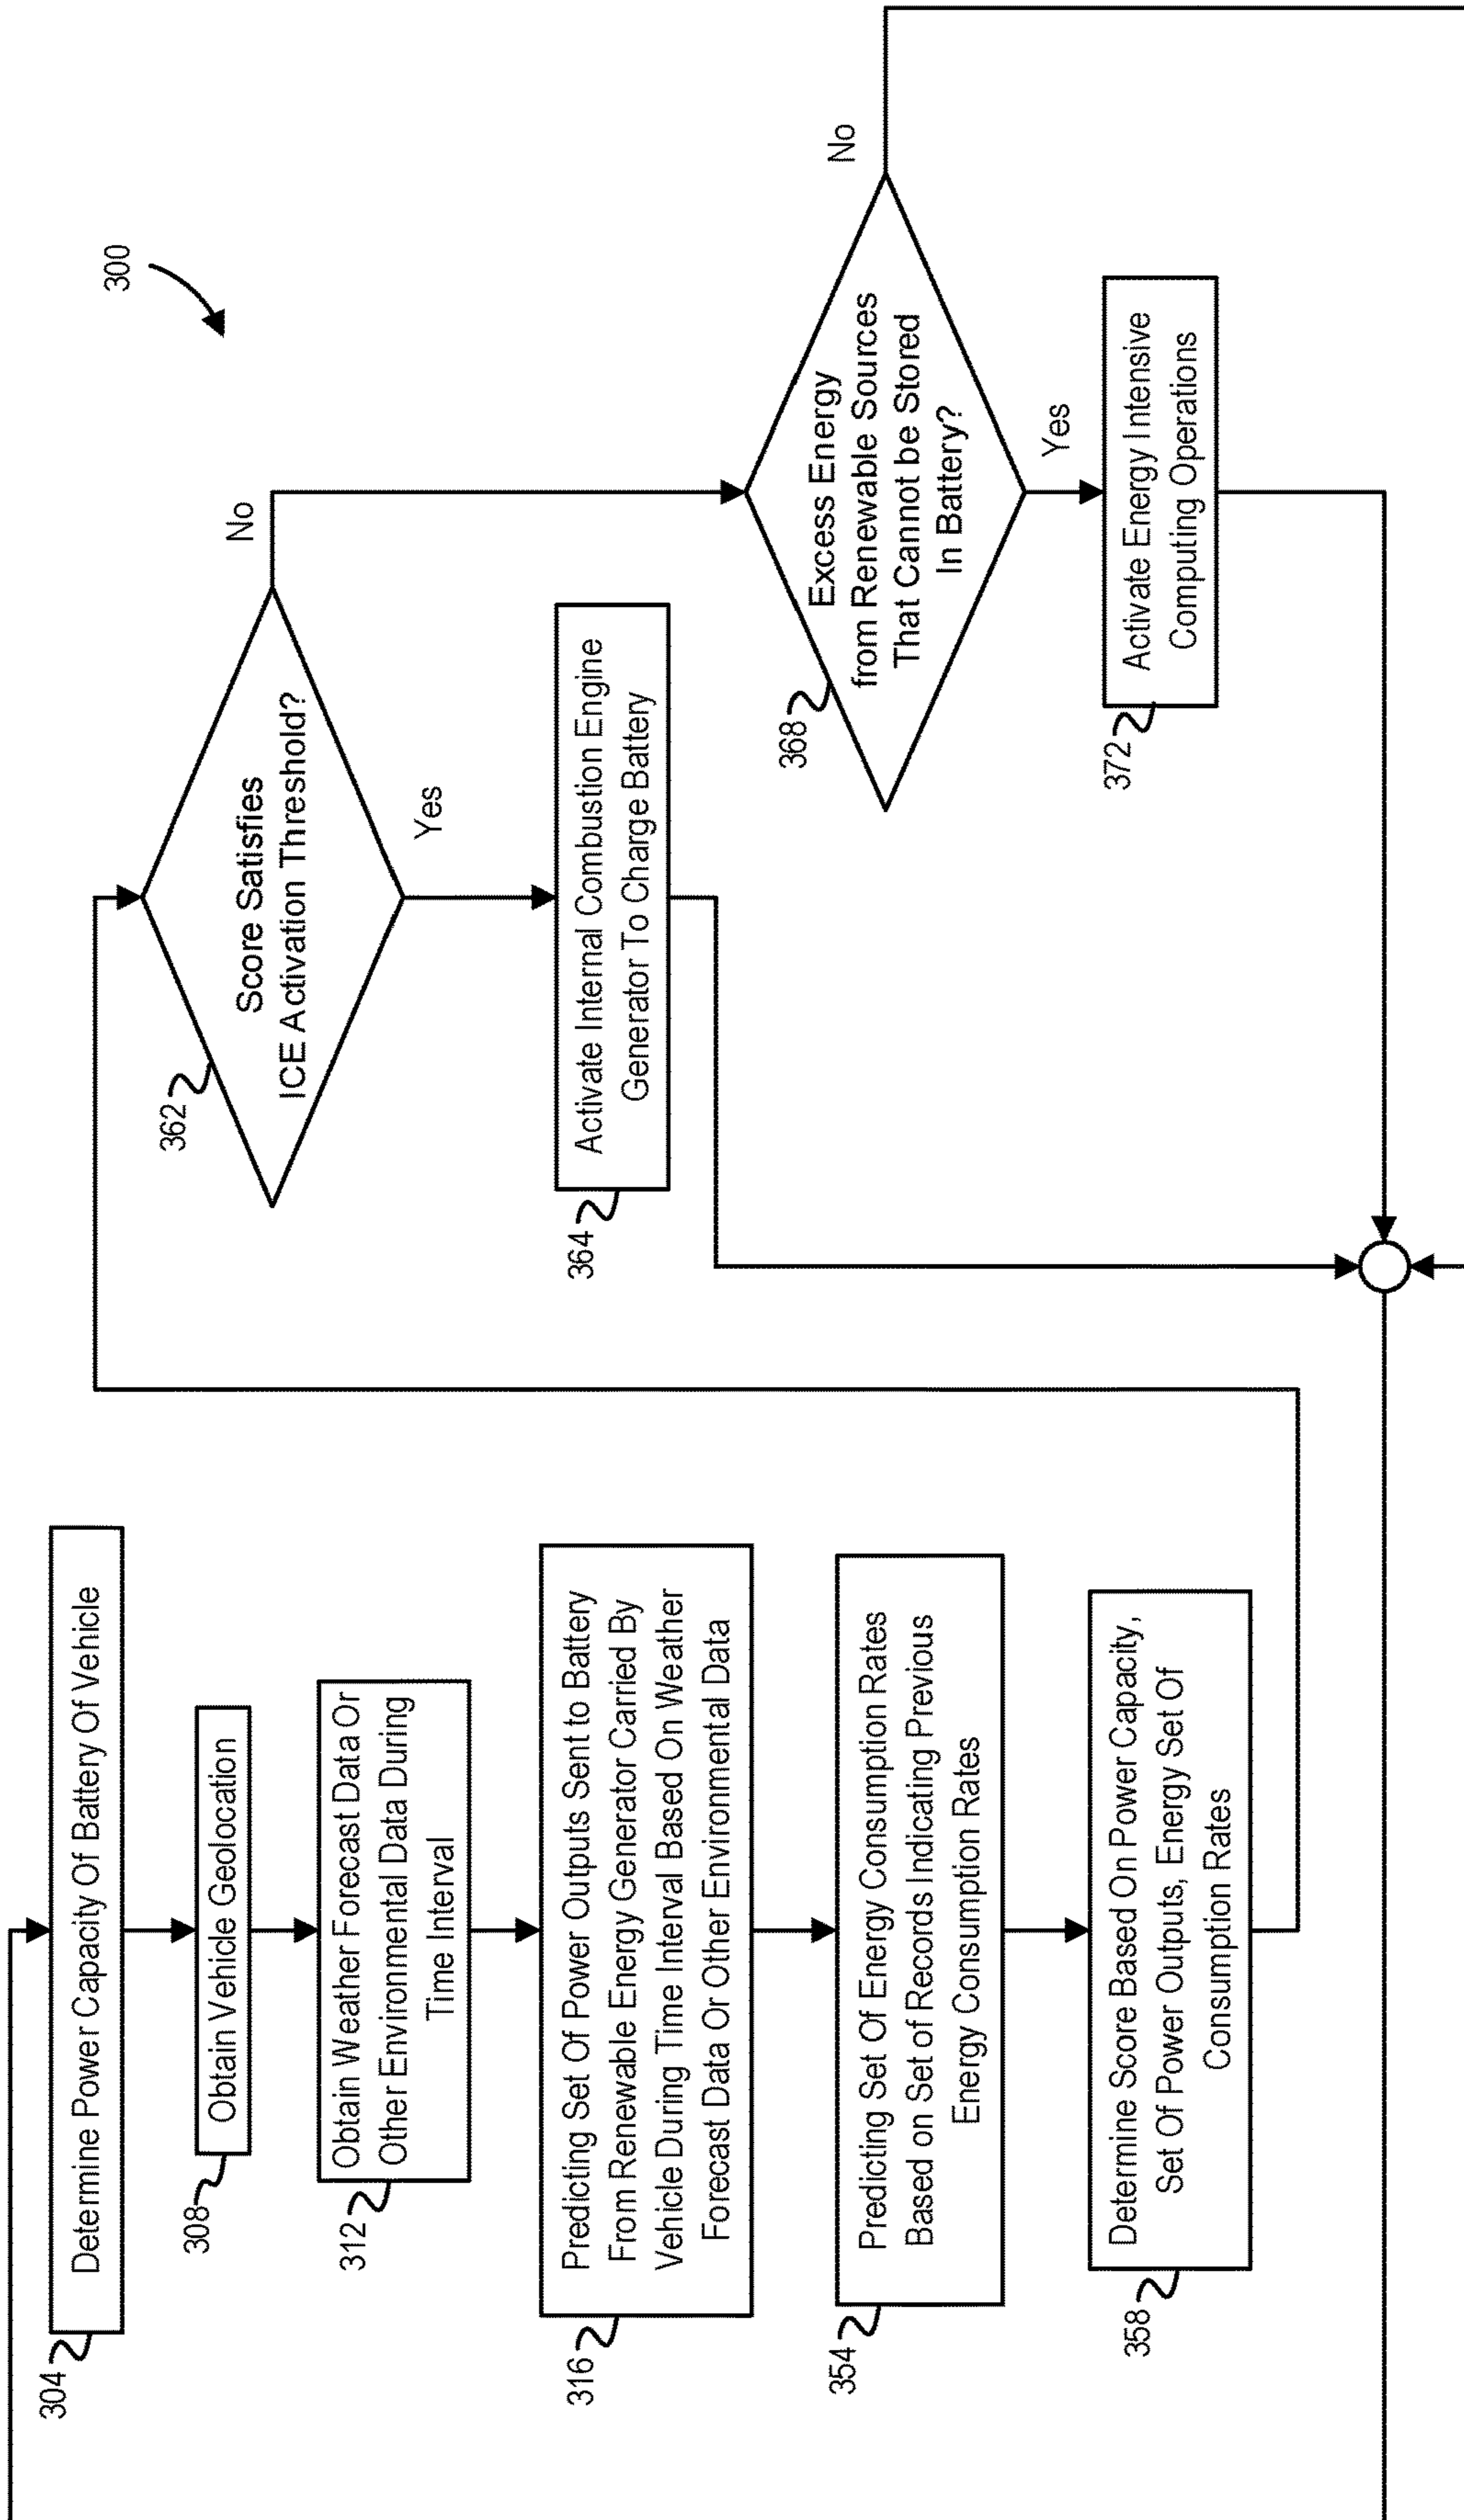 300
304
Determine Power Capacity Of Battery Of Vehicle
308
Obtain Vehicle Geolocation
312
Obtain Weather Forecast Data Or
Other Environmental Data During
Time Interval
316
Predicting Set Of Power Outputs Sent to Battery
From Renewable Energy Generator Carried By
Vehicle During Time Interval Based On Weather
Forecast Data Or Other Environmental Data
354
Predicting Set Of Energy Consumption Rates
Based on Set of Records Indicating Previous
Energy Consumption Rates
358
Determine Score Based On Power Capacity,
Set Of Power Outputs, Energy Set Of
Consumption Rates
362
Score Satisfies
ICE Activation Threshold?
No
Yes
364
Activate Internal Combustion Engine
Generator To Charge Battery
368
Excess Energy
from Renewable Sources
That Cannot be Stored
In Battery?
No
Yes
372
Activate Energy Intensive
Computing Operations